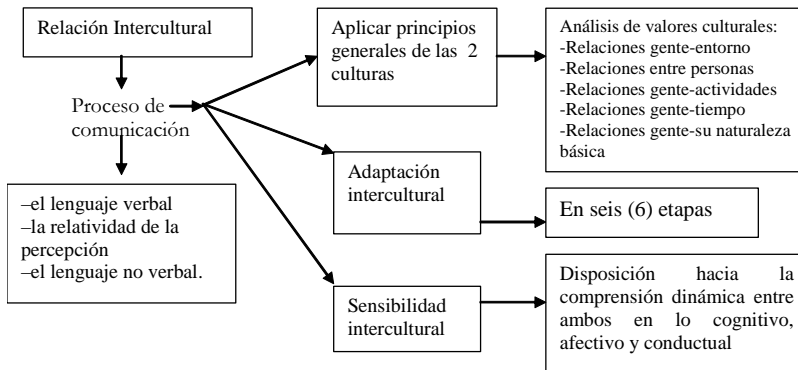 Relación Intercultural
Proceso de
comunicación
–el lenguaje verbal
–la relatividad de la
percepción
–el lenguaje no verbal.
Aplicar principios
generales de las 2
culturas
Análisis de valores culturales:
-Relaciones gente-entorno
-Relaciones entre personas
-Relaciones gente-actividades
-Relaciones gente-tiempo
-Relaciones gente-su naturaleza
básica
Adaptación
intercultural
En seis (6) etapas
Sensibilidad
intercultural
Disposición hacia la
comprensión dinámica entre
ambos en lo cognitivo,
afectivo y conductual